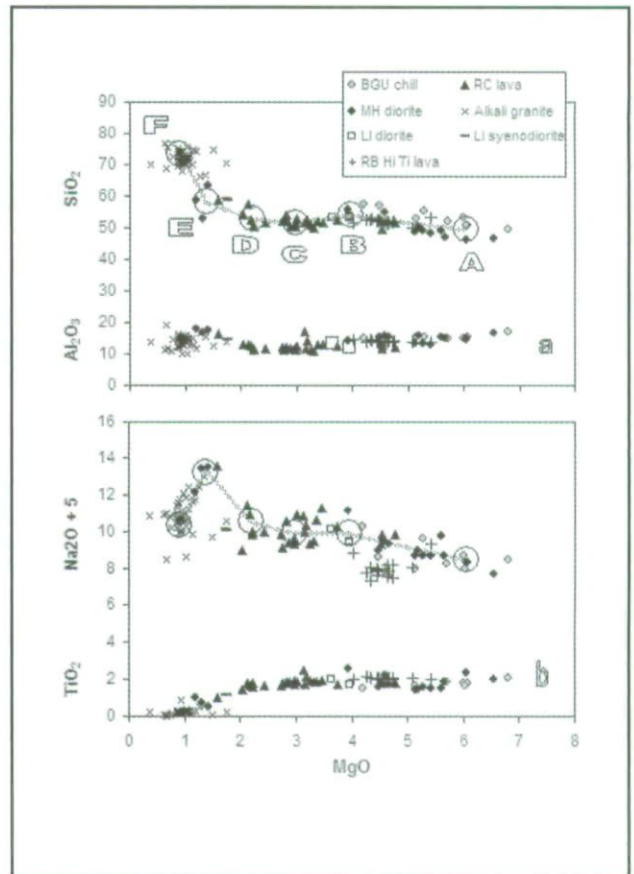 BGU chill ▲ RC lava
MH diorite × Alkali granite
LI diorite LI syenodiorite
+ RB Hi Ti lava
90
80
70
60
50
40
30
20
10
0
SiO₂
Al₂O₃
F
E
D
C
B
A
a
16
14
12
10
8
6
4
2
0
Na2O + 5
TiO₂
b
0 1 2 3 4 5 6 7 8
MgO